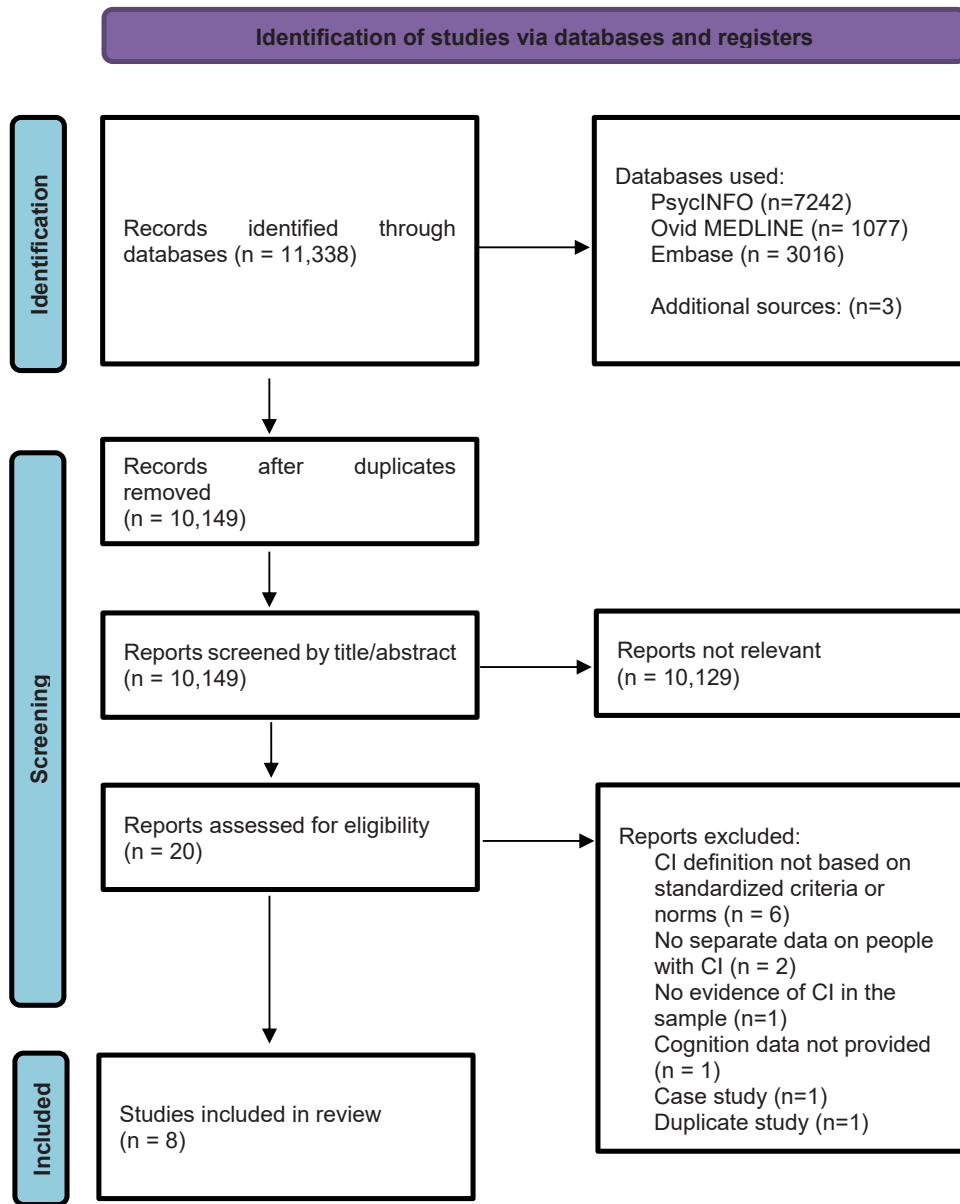 Identification of studies via databases and registers
Identification
Records identified through
databases (n = 11,338)
Databases used:
PsycINFO (n=7242)
Ovid MEDLINE (n= 1077)
Embase (n = 3016)
Additional sources: (n=3)
Screening
Records after duplicates
removed
(n = 10,149)
Reports screened by title/abstract
(n = 10,149)
Reports not relevant
(n = 10,129)
Reports assessed for eligibility
(n = 20)
Reports excluded:
CI definition not based on
standardized criteria or
norms (n = 6)
No separate data on people
with CI (n = 2)
No evidence of CI in the
sample (n=1)
Cognition data not provided
(n = 1)
Case study (n=1)
Duplicate study (n=1)
Included
Studies included in review
(n = 8)